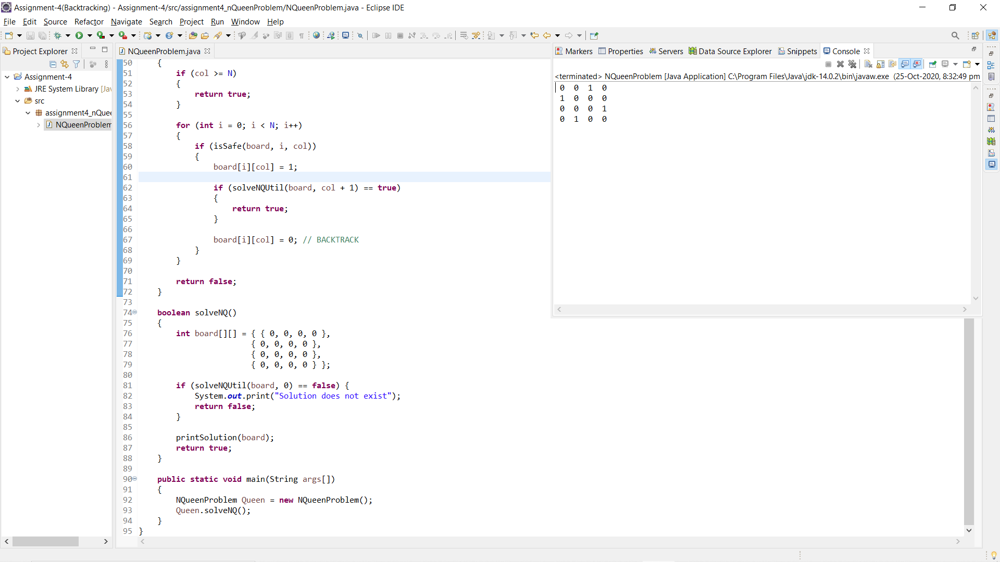 Assignment-4(Backtracking) - Assignment-4/src/assignment4_nQueenProblem/NQueenProblem.java - Eclipse IDE
File Edit Source Refactor Navigate Search Project Run Window Help
Project Explorer
Assignment-4
JRE System Library [Jav
src
assignment4_nQuee
NQueenProblem
NQueenProblem.java
50     {
51         if (col >= N)
52         {
53             return true;
54         }
55
56         for (int i = 0; i < N; i++)
57         {
58             if (isSafe(board, i, col))
59             {
60                 board[i][col] = 1;
61
62                 if (solveNQUtil(board, col + 1) == true)
63                 {
64                     return true;
65                 }
66
67                 board[i][col] = 0; // BACKTRACK
68             }
69         }
70
71         return false;
72     }
73
74     boolean solveNQ()
75     {
76         int board[][] = { { 0, 0, 0, 0 },
77                         { 0, 0, 0, 0 },
78                         { 0, 0, 0, 0 },
79                         { 0, 0, 0, 0 } };
80
81         if (solveNQUtil(board, 0) == false) {
82             System.out.print("Solution does not exist");
83             return false;
84         }
85
86         printSolution(board);
87         return true;
88     }
89
90     public static void main(String args[])
91     {
92         NQueenProblem Queen = new NQueenProblem();
93         Queen.solveNQ();
94     }
95 }
Markers Properties Servers Data Source Explorer Snippets Console
<terminated> NQueenProblem [Java Application] C:\Program Files\Java\jdk-14.0.2\bin\javaw.exe (25-Oct-2020, 8:32:49 pm
0 0 1 0
1 0 0 0
0 0 0 1
0 1 0 0